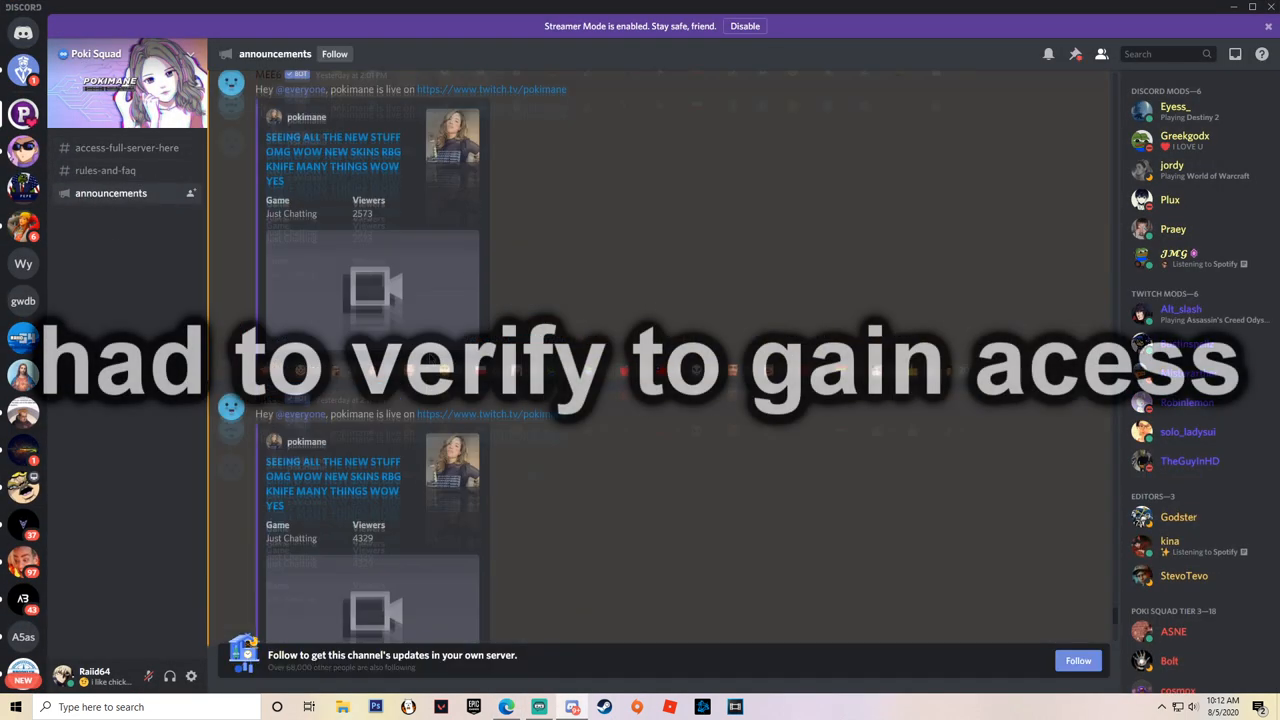 DISCORD
Streamer Mode is enabled. Stay safe, friend.
Disable
Poki Squad
POKIMANE
access-full-server-here
rules-and-faq
announcements
announcements
Follow
Search
BOT
Yesterday at 2:01 PM
Hey @everyone, pokimane is live on https://www.twitch.tv/pokimane
pokimane
SEEING ALL THE NEW STUFF
OMG WOW NEW SKINS RBG
KNIFE MANY THINGS WOW
YES
Game
Viewers
Just Chatting
2573
had to verify to gain acess
Hey @everyone, pokimane is live on
pokimane
SEEING ALL THE NEW STUFF
OMG WOW NEW SKINS RBG
KNIFE MANY THINGS WOW
YES
Game
Viewers
Just Chatting
4329
Follow to get this channel's updates in your own server.
Over 68,000 other people are also following
Follow
DISCORD MODS—6
Eyess_
Playing Destiny 2
Greekgodx
I LOVE U
jordy
Playing World of Warcraft
Plux
Praey
JMG
Listening to Spotify
TWITCH MODS—6
Alt_slash
Playing Assassin's Creed Odys...
Robinlemon
solo_ladysui
TheGuyInHD
EDITORS—3
Godster
kina
Listening to Spotify
StevoTevo
POKI SQUAD TIER 3—18
ASNE
Bolt
cosmox
1
6
Wy
gwdb
1
37
97
43
A5as
NEW
Raiid64
i like chick...
Type here to search
10:12 AM
8/5/2020
2